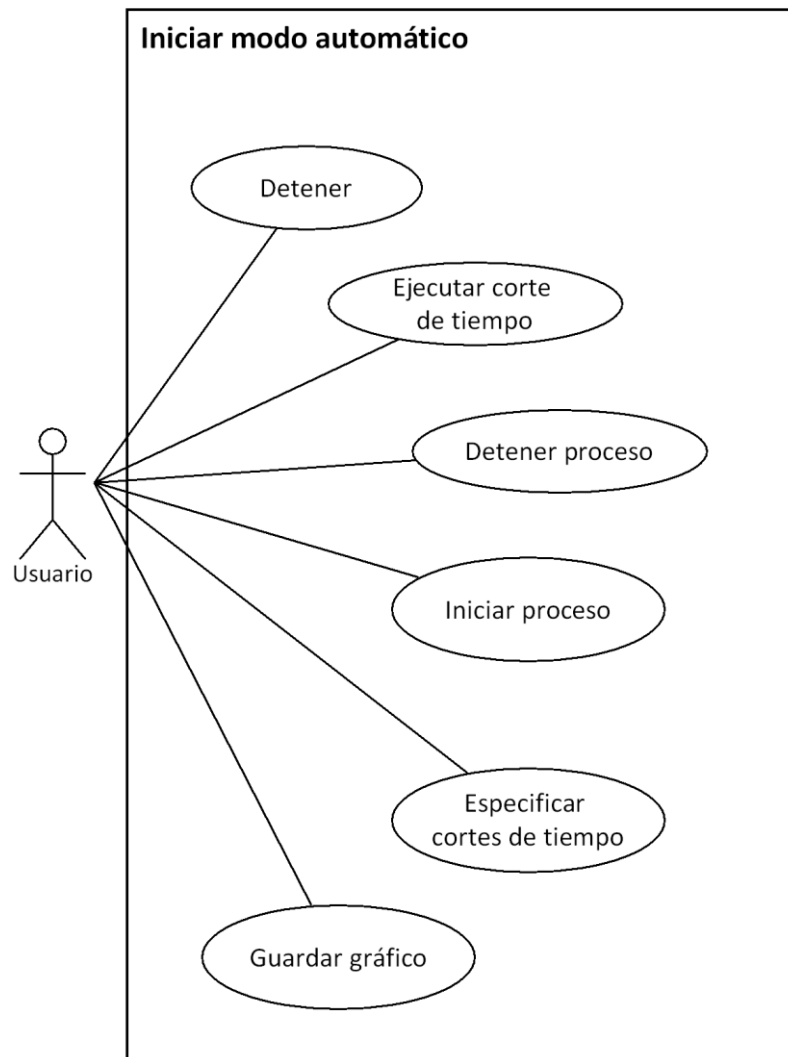 Iniciar modo automático
Detener
Ejecutar corte
de tiempo
Detener proceso
Usuario
Iniciar proceso
Especificar
cortes de tiempo
Guardar gráfico